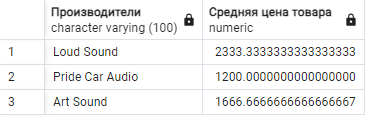 Производители Средняя цена товара
character varying (100) numeric
1 Loud Sound 2333.3333333333333333
2 Pride Car Audio 1200.0000000000000000
3 Art Sound 1666.6666666666666667